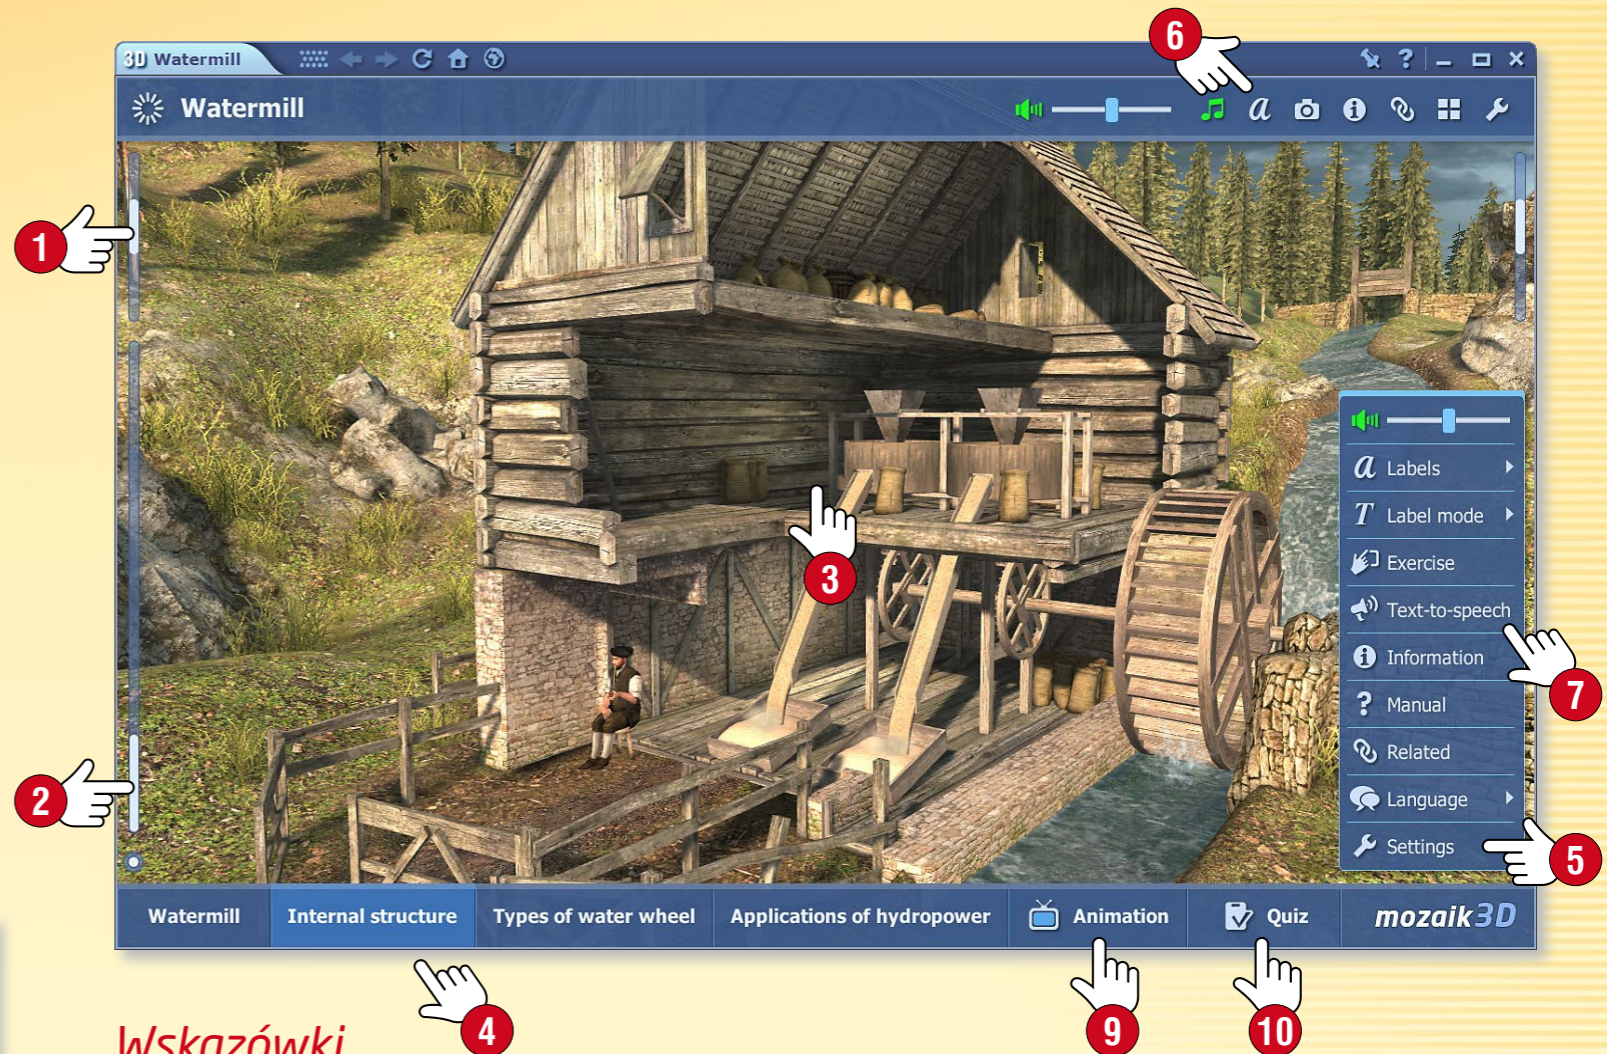 6
3D Watermill
?
Watermill
a
1
Labels
Label mode
Exercise
Text-to-speech
Information
Manual
Related
Language
Settings
3
7
2
5
Watermill
Internal structure
Types of water wheel
Applications of hydropower
Animation
Quiz
mozaik3D
4
9
10
Wskazówki